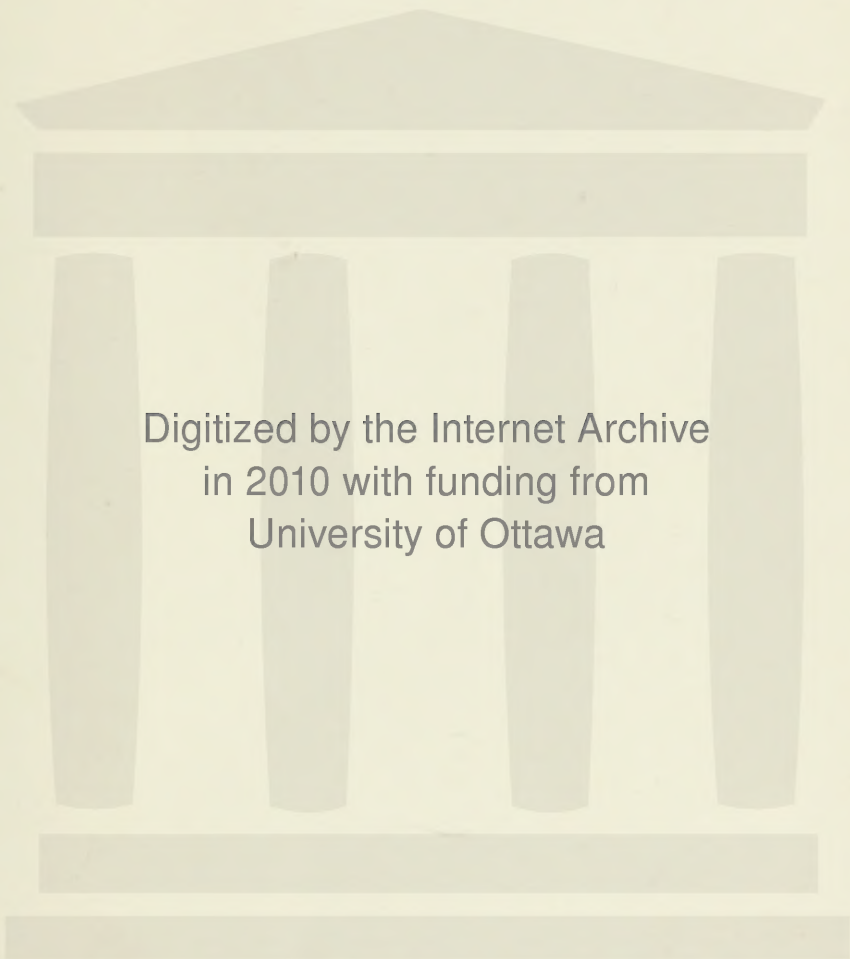 Digitized by the Internet Archive
in 2010 with funding from
University of Ottawa